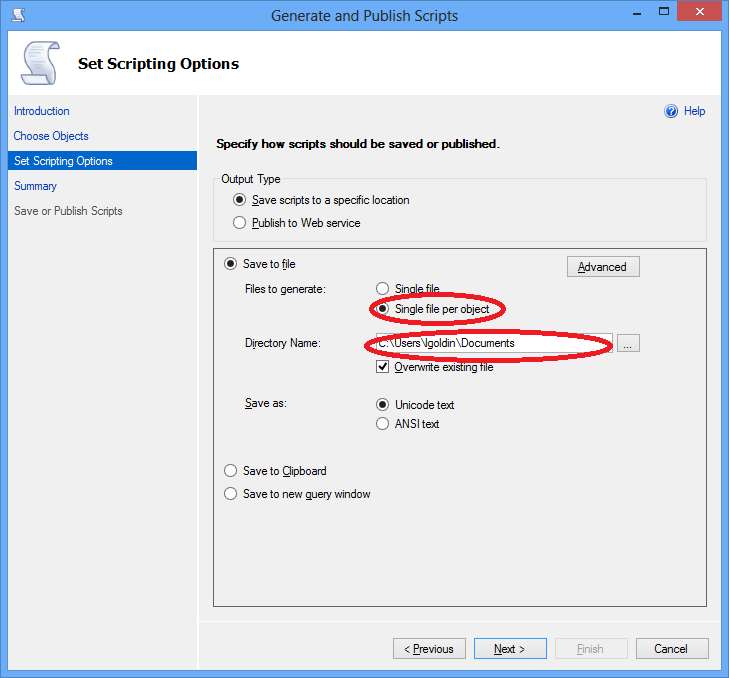 Generate and Publish Scripts
Set Scripting Options
Introduction
Choose Objects
Set Scripting Options
Summary
Save or Publish Scripts
Help
Specify how scripts should be saved or published.
Output Type
Save scripts to a specific location
Publish to Web service
Save to file
Advanced
Files to generate:
Single file
Single file per object
Directory Name:
C:\Users\lgoldin\Documents
...
Overwrite existing file
Save as:
Unicode text
ANSI text
Save to Clipboard
Save to new query window
< Previous
Next >
Finish
Cancel